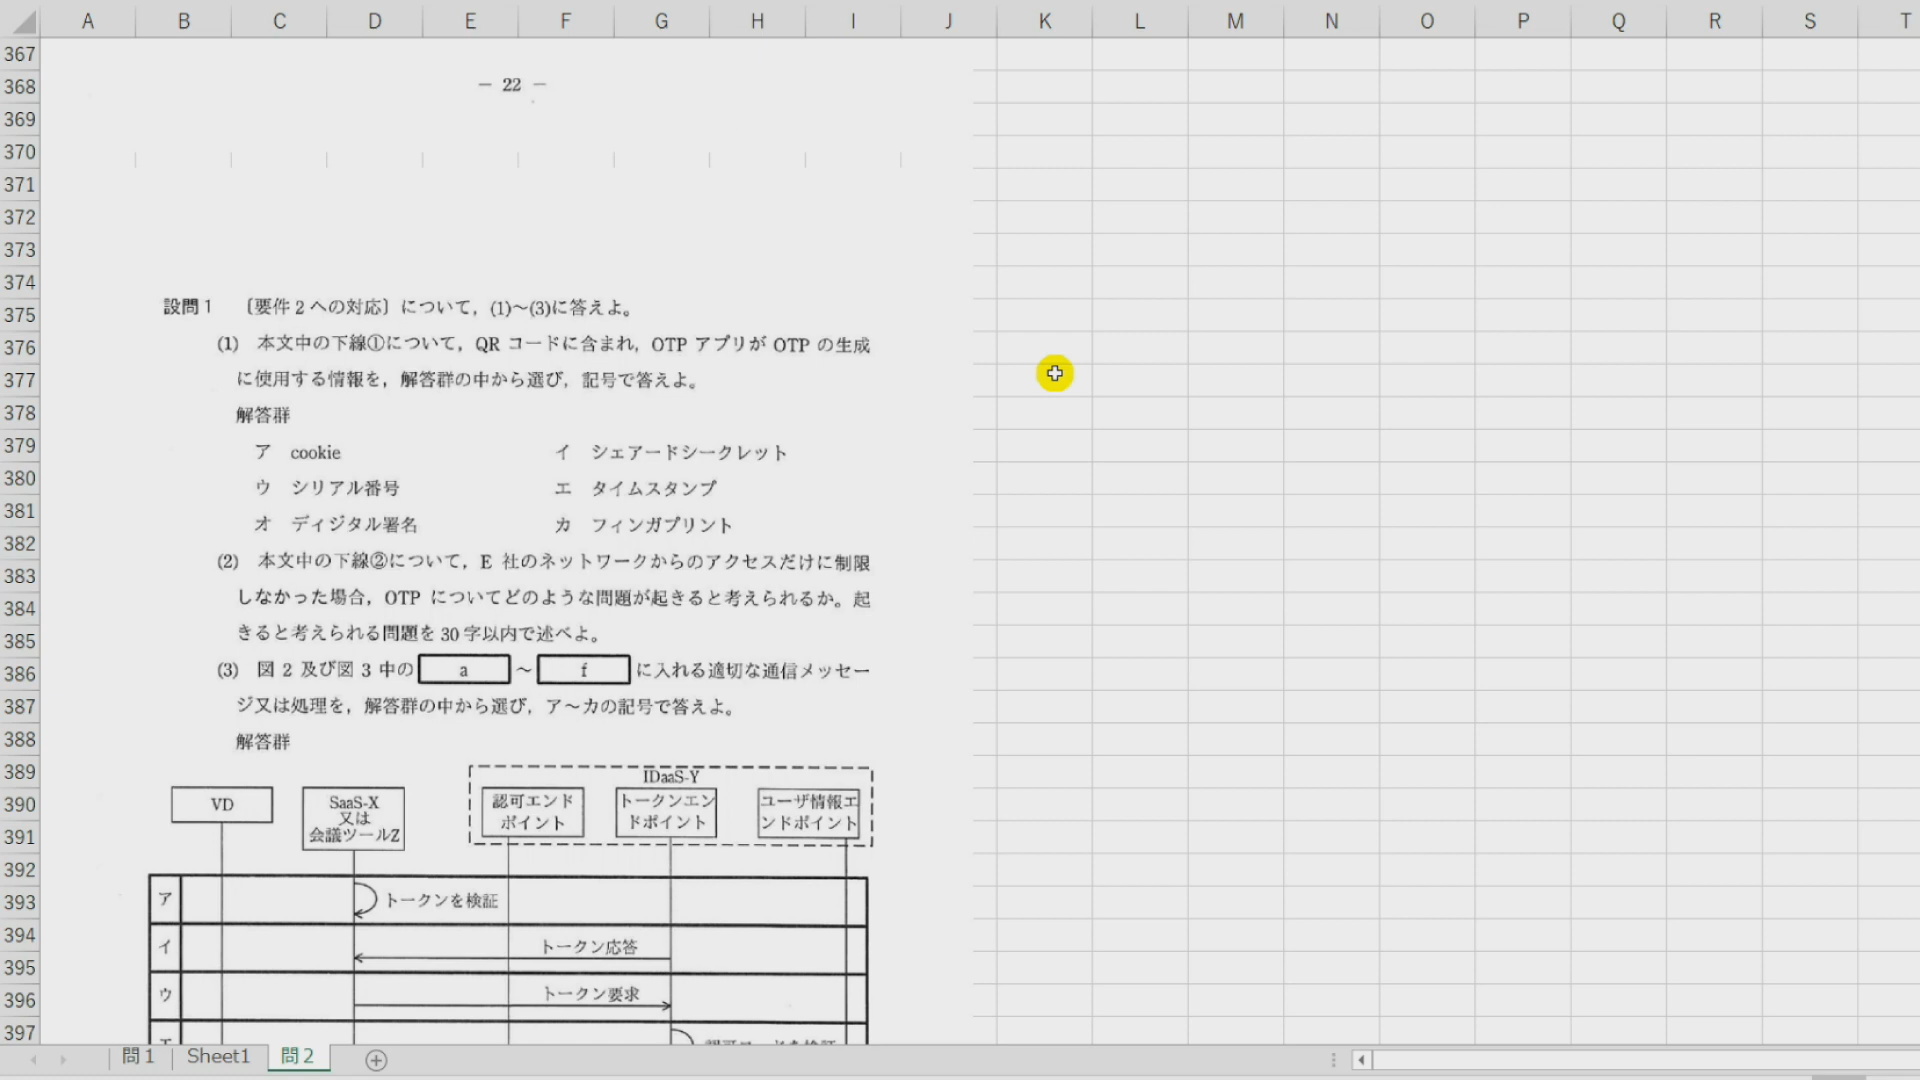 A B C D E F G H I J K L M N O P Q R S T
367
368
369
370
371
372
373
374
375
376
377
378
379
380
381
382
383
384
385
386
387
388
389
390
391
392
393
394
395
396
397
― 22 ―
設問1 〔要件2への対応〕について，(1)～(3)に答えよ。
(1) 本文中の下線①について，QR コードに含まれ，OTP アプリが OTP の生成
に使用する情報を，解答群の中から選び，記号で答えよ。
解答群
ア cookie イ シェアードシークレット
ウ シリアル番号 エ タイムスタンプ
オ ディジタル署名 カ フィンガプリント
(2) 本文中の下線②について，E 社のネットワークからのアクセスだけに制限
しなかった場合，OTP についてどのような問題が起きると考えられるか。起
きると考えられる問題を 30 字以内で述べよ。
(3) 図 2 及び図 3 中の a ～ f に入れる適切な通信メッセー
ジ又は処理を，解答群の中から選び，ア～カの記号で答えよ。
解答群
IDaaS-Y
VD
SaaS-X
又は
会議ツールZ
認可エンド
ポイント
トークンエン
ドポイント
ユーザ情報エ
ンドポイント
ア トークンを検証
イ トークン応答
ウ トークン要求
問1 Sheet1 問2